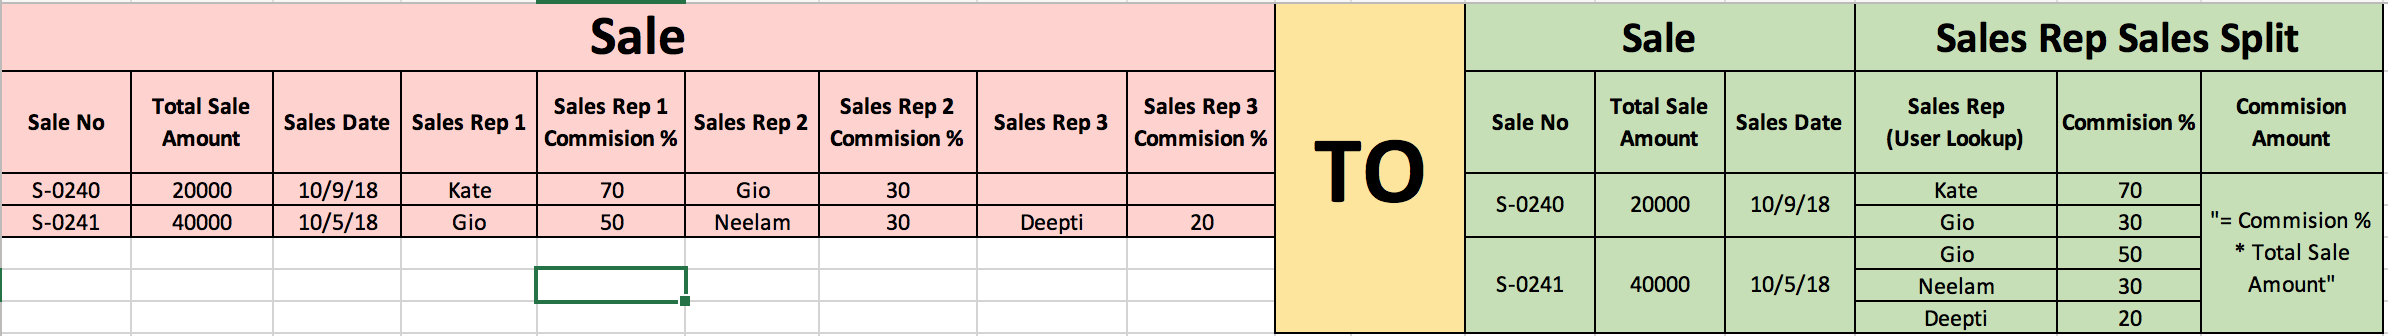 Sale
Sale No
Total Sale
Amount
Sales Date
Sales Rep 1
Sales Rep 1
Commision %
Sales Rep 2
Sales Rep 2
Commision %
Sales Rep 3
Sales Rep 3
Commision %
S-0240 20000 10/9/18 Kate 70 Gio 30
S-0241 40000 10/5/18 Gio 50 Neelam 30 Deepti 20
TO
Sale
Sales Rep Sales Split
Sale No
Total Sale
Amount
Sales Date
Sales Rep
(User Lookup)
Commision %
Commision
Amount
S-0240 20000 10/9/18
Kate 70
Gio 30
S-0241 40000 10/5/18
Gio 50
Neelam 30
Deepti 20
"= Commision %
* Total Sale
Amount"